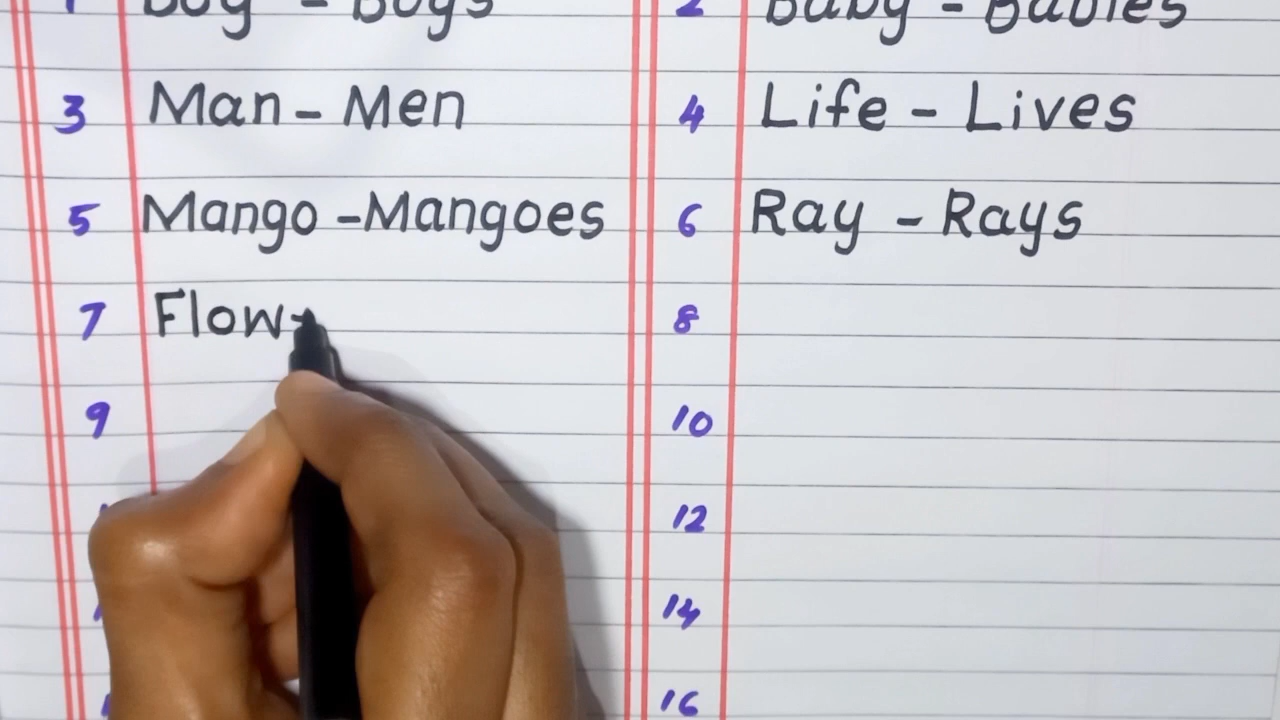 1 Boy - Boys 2 Baby - Babies
3 Man - Men 4 Life - Lives
5 Mango - Mangoes 6 Ray - Rays
7 Flow 8
9 10
12
14
16